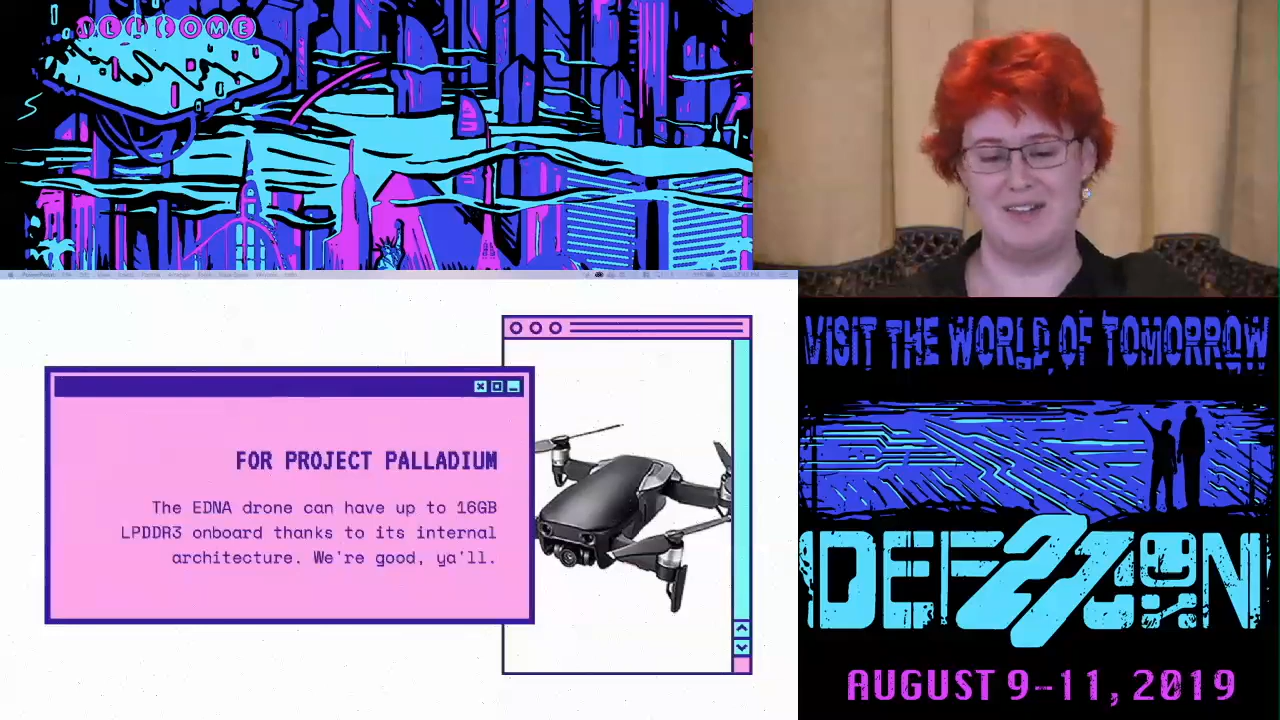 WELCOME
FOR PROJECT PALLADIUM
The EDNA drone can have up to 16GB
LPDDR3 onboard thanks to its internal
architecture. We're good, ya'll.
VISIT THE WORLD OF TOMORROW
DEF CON
27
AUGUST 9-11, 2019